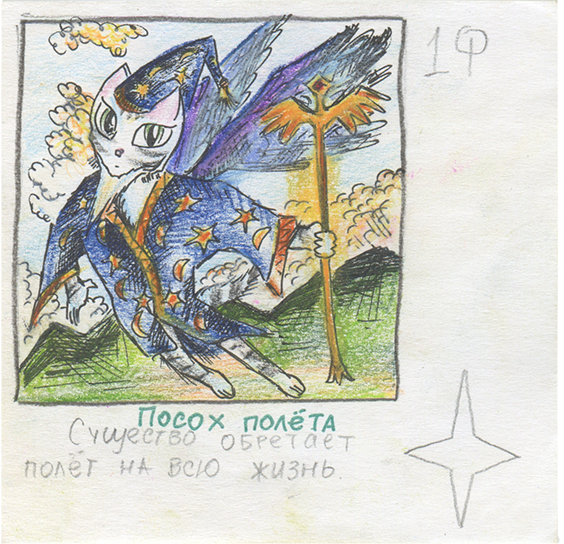 1Ф
Посох полёта
Существо обретает
полёт на всю жизнь.